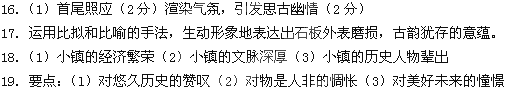 16.（1）首尾照应（2分）渲染气氛，引发思古幽情（2分）
17. 运用比拟和比喻的手法，生动形象地表达出石板外表磨损，古韵犹存的意蕴。
18.（1）小镇的经济繁荣（2）小镇的文脉深厚（3）小镇的历史人物辈出
19. 要点：（1）对悠久历史的赞叹（2）对物是人非的惆怅（3）对美好未来的憧憬